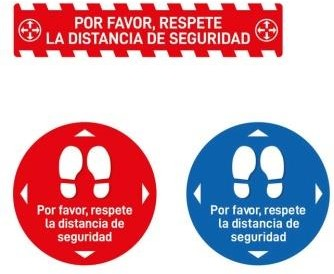 POR FAVOR, RESPETE
LA DISTANCIA DE SEGURIDAD
Por favor, respete
la distancia de
seguridad
Por favor, respete
la distancia de
seguridad